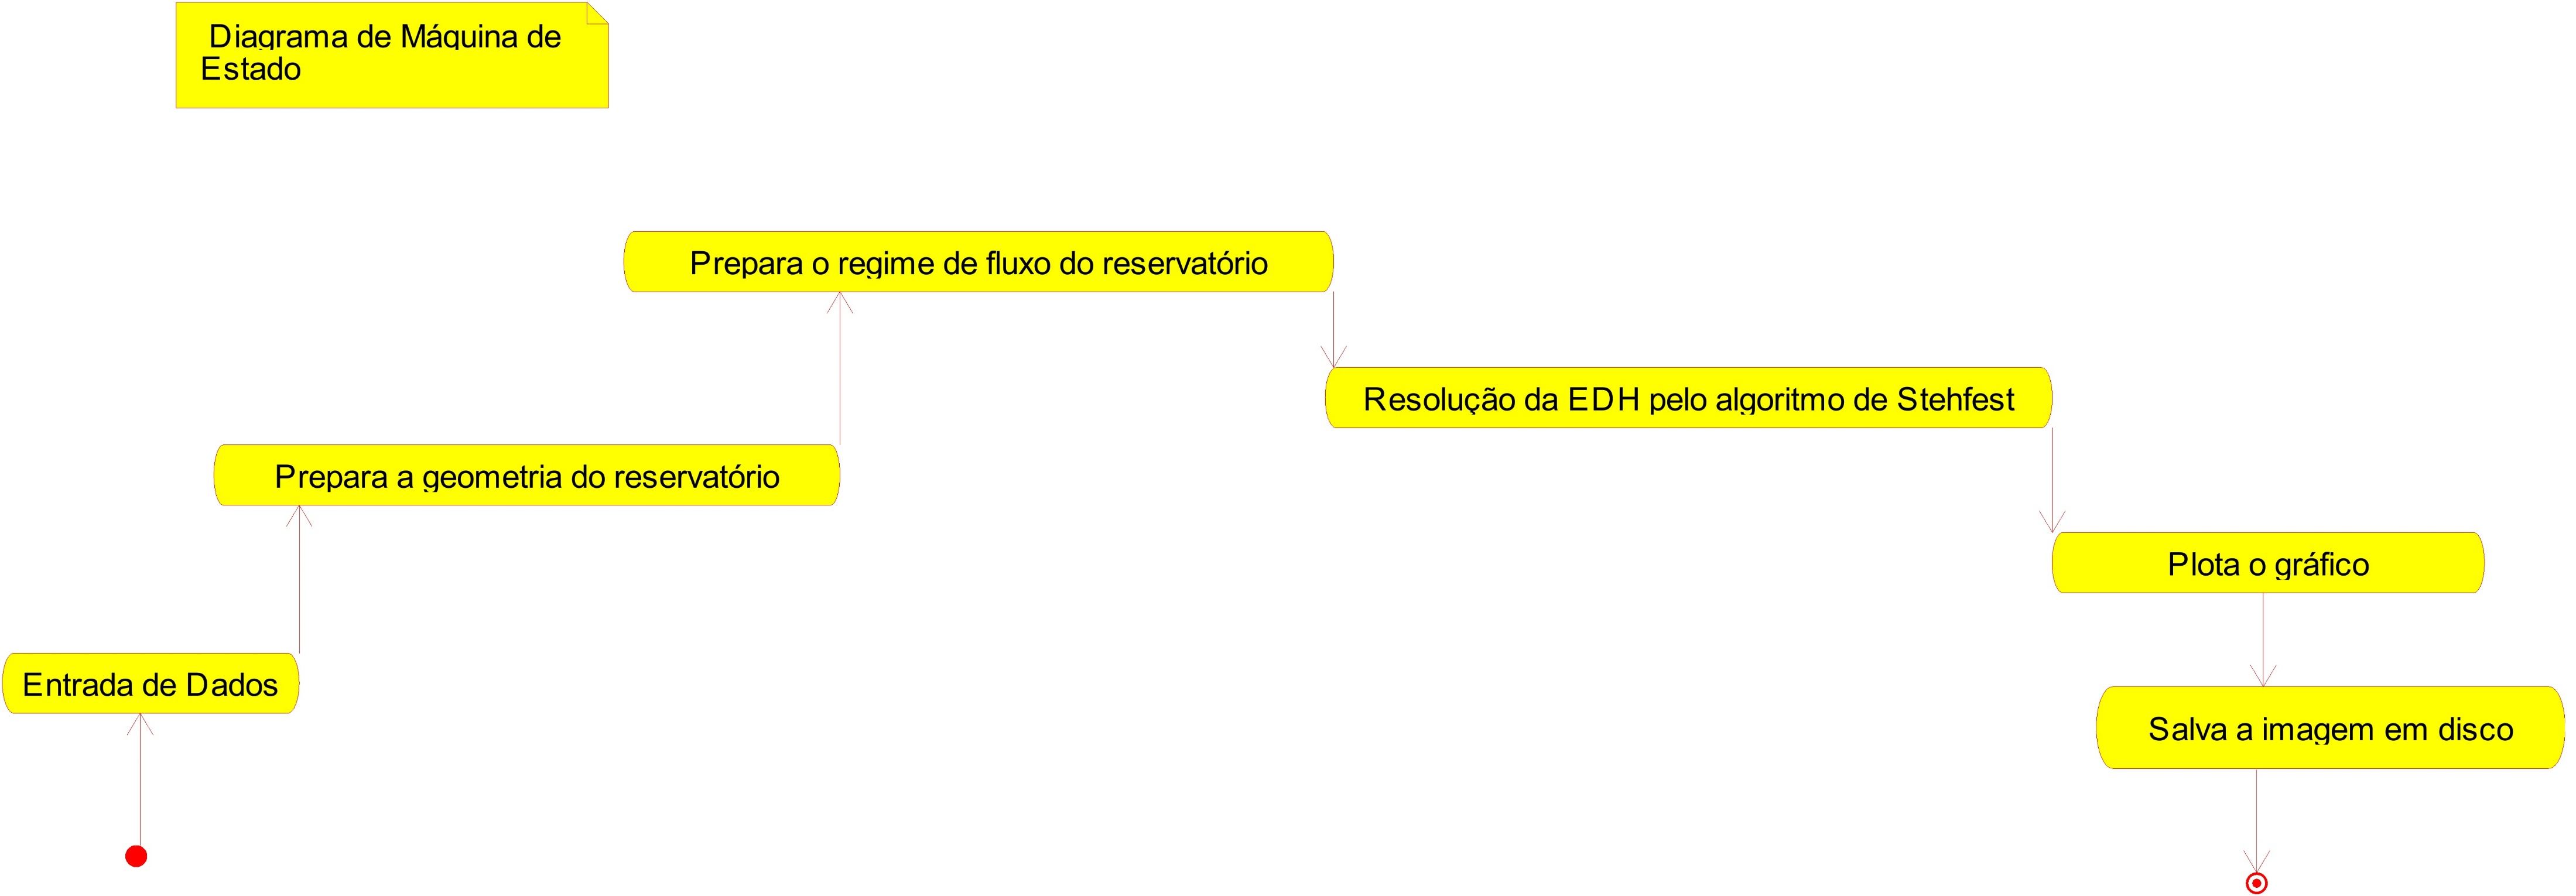 Diagrama de Máquina de
Estado
Prepara o regime de fluxo do reservatório
Resolução da EDH pelo algoritmo de Stehfest
Prepara a geometria do reservatório
Plota o gráfico
Entrada de Dados
Salva a imagem em disco